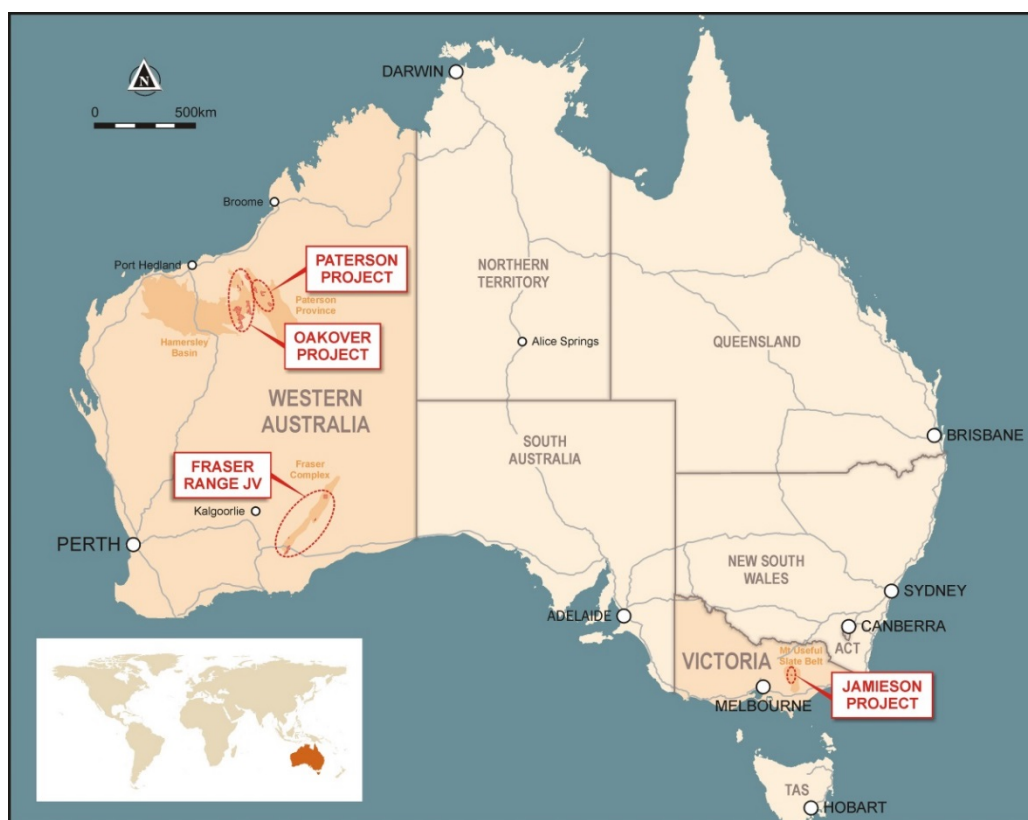 DARWIN
N
0 500km
Broome
Port Hedland
PATERSON
PROJECT
NORTHERN
TERRITORY
Paterson
Province
OAKOVER
PROJECT
Hamersley
Basin
Alice Springs
QUEENSLAND
WESTERN
AUSTRALIA
SOUTH
AUSTRALIA
BRISBANE
FRASER
RANGE JV
Fraser
Complex
Kalgoorlie
PERTH
NEW SOUTH
WALES
SYDNEY
ADELAIDE
CANBERRA
ACT
VICTORIA
Mt Useful
Slate Belt
MELBOURNE
JAMIESON
PROJECT
TAS
HOBART